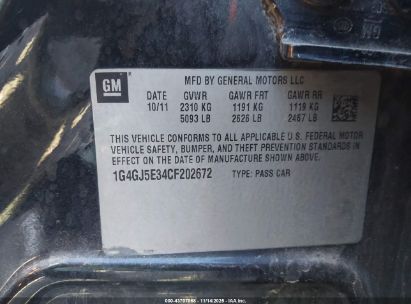 GM
MFD BY GENERAL MOTORS LLC
DATE GVWR GAWR FRT GAWR RR
10/11 2310 KG 1191 KG 1119 KG
5093 LB 2626 LB 2467 LB
THIS VEHICLE CONFORMS TO ALL APPLICABLE U.S. FEDERAL MOTOR
VEHICLE SAFETY, BUMPER, AND THEFT PREVENTION STANDARDS
IN EFFECT ON THE DATE OF MANUFACTURE SHOWN ABOVE.
1G4GJ5E34CF202672 TYPE: PASS CAR